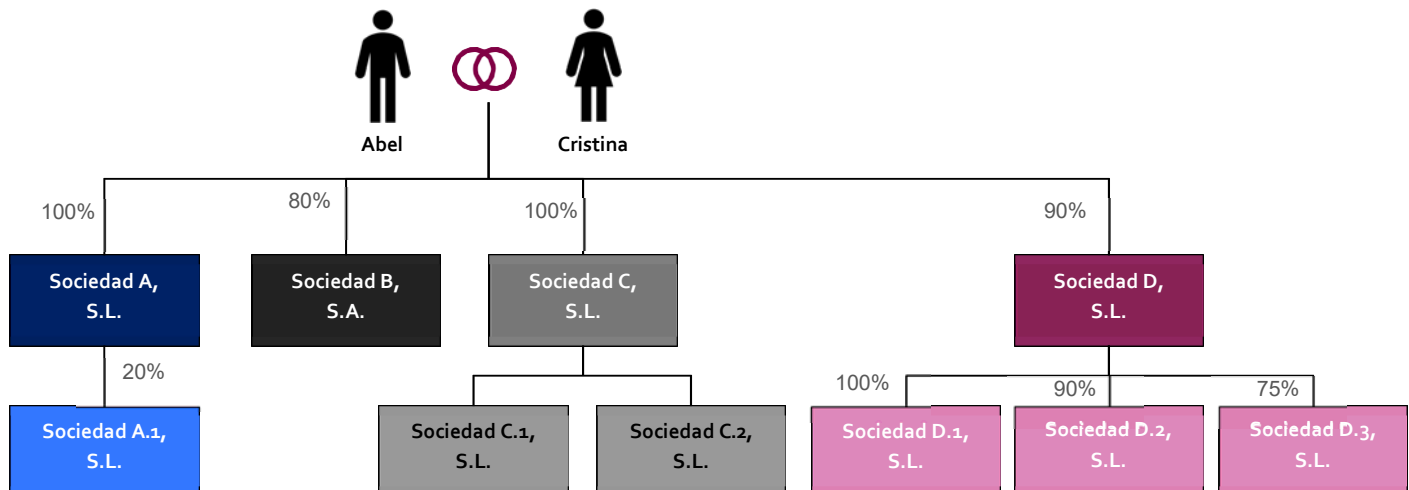 Abel
Cristina
100%
80%
100%
90%
Sociedad A,
S.L.
Sociedad B,
S.A.
Sociedad C,
S.L.
Sociedad D,
S.L.
20%
100%
90%
75%
Sociedad A.1,
S.L.
Sociedad C.1,
S.L.
Sociedad C.2,
S.L.
Sociedad D.1,
S.L.
Sociedad D.2,
S.L.
Sociedad D.3,
S.L.